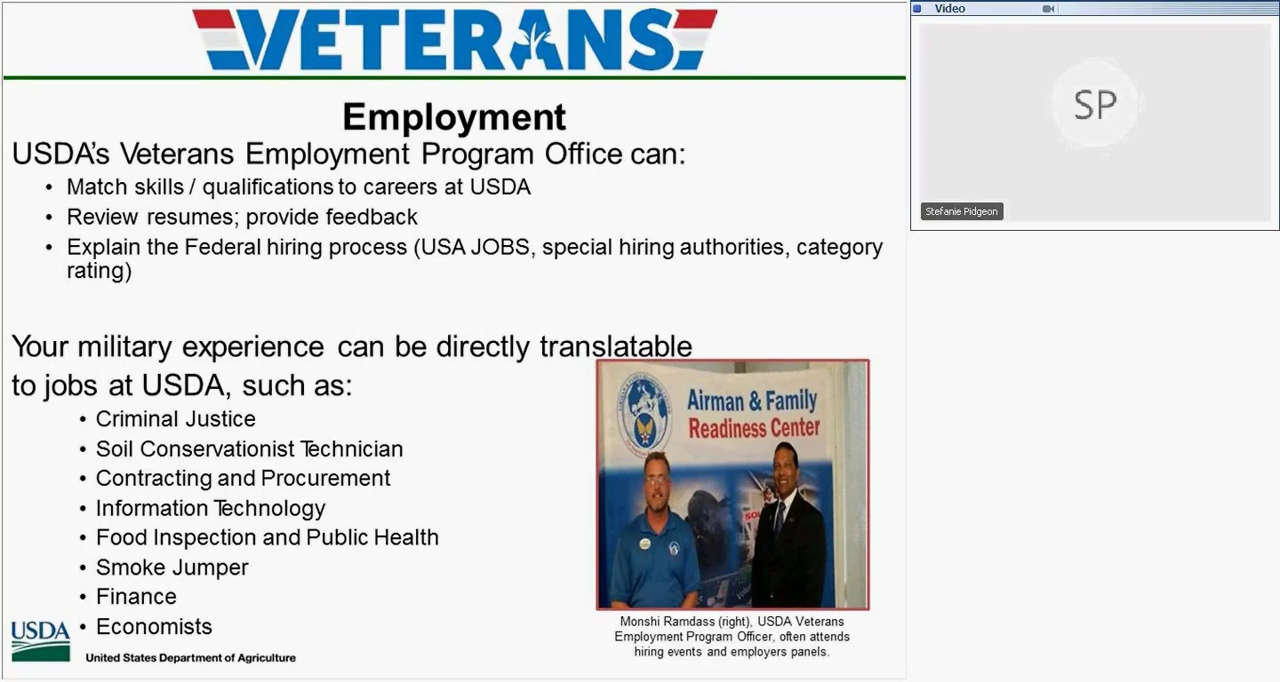 VETERANS
Employment
USDA's Veterans Employment Program Office can:
• Match skills / qualifications to careers at USDA
• Review resumes; provide feedback
• Explain the Federal hiring process (USA JOBS, special hiring authorities, category
rating)
Your military experience can be directly translatable
to jobs at USDA, such as:
• Criminal Justice
• Soil Conservationist Technician
• Contracting and Procurement
• Information Technology
• Food Inspection and Public Health
• Smoke Jumper
• Finance
• Economists
Airman & Family
Readiness Center
Monshi Ramdass (right), USDA Veterans
Employment Program Officer, often attends
hiring events and employers panels.
USDA
United States Department of Agriculture
Video
SP
Stefanie Pidgeon